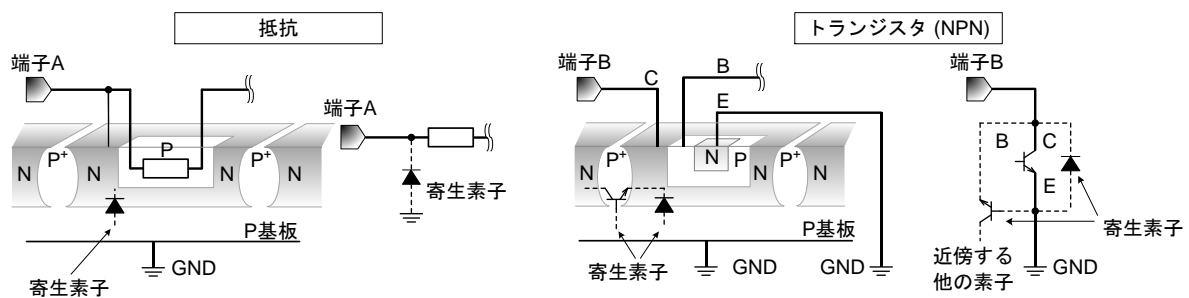 抵抗
端子A
P
N
P+
N
N
P+
N
寄生素子
P基板
GND
端子A
寄生素子
トランジスタ (NPN)
端子B
C
B
E
N
P+
N
N
P
N
P+
N
P基板
寄生素子
GND
GND
端子B
B
C
E
寄生素子
近傍する
他の素子
GND